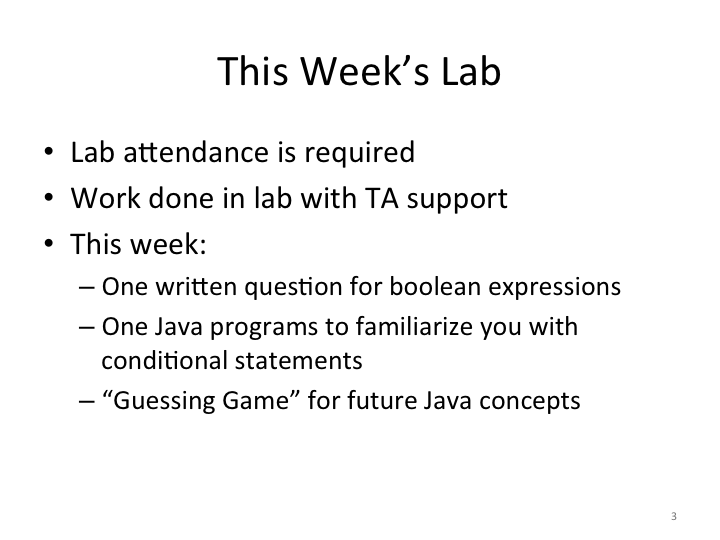 This Week’s Lab
• Lab attendance is required
• Work done in lab with TA support
• This week:
– One written question for boolean expressions
– One Java programs to familiarize you with
conditional statements
– “Guessing Game” for future Java concepts
3